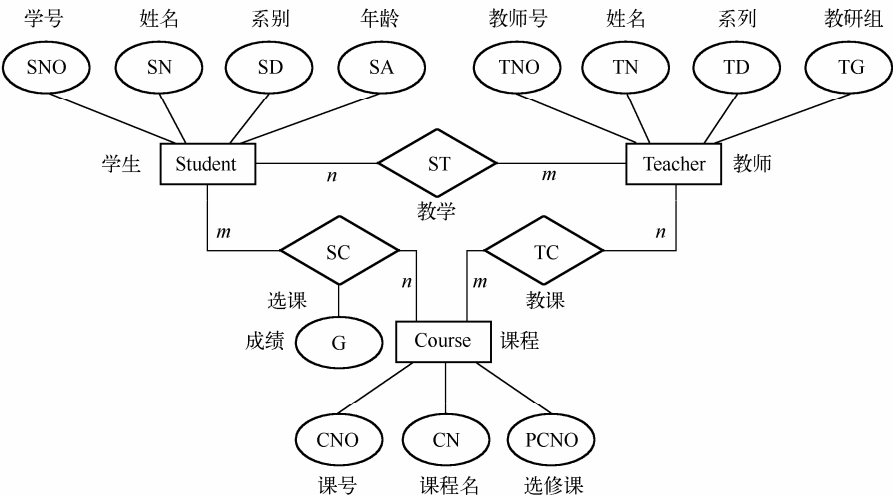 学号 姓名 系别 年龄 教师号 姓名 系列 教研组
SNO SN SD SA TNO TN TD TG
学生 Student n ST m Teacher 教师
教学
m SC n m TC n
选课 教课
成绩 G Course 课程
CNO CN PCNO
课号 课程名 选修课